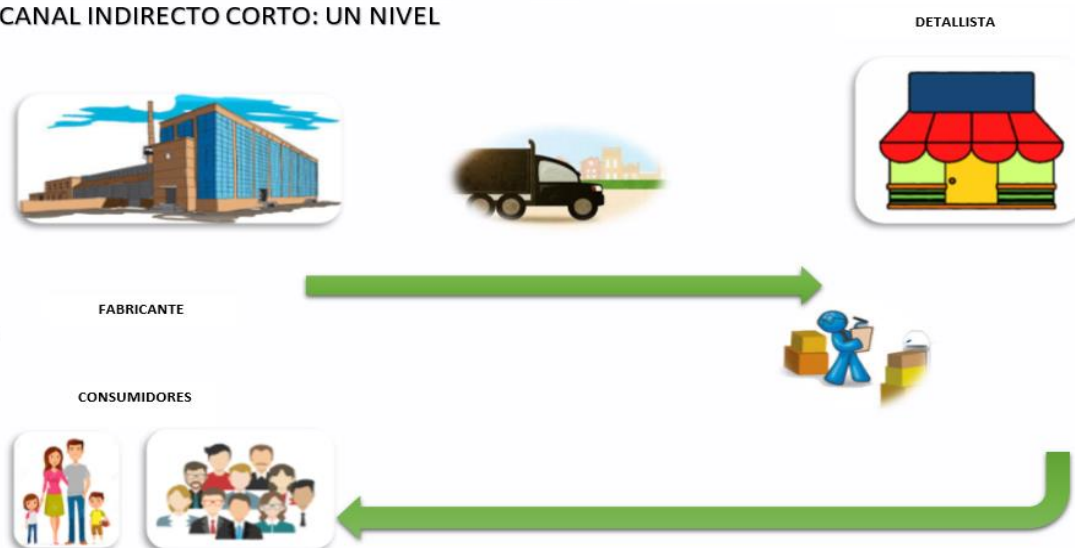 CANAL INDIRECTO CORTO: UN NIVEL
DETALLISTA
FABRICANTE
CONSUMIDORES